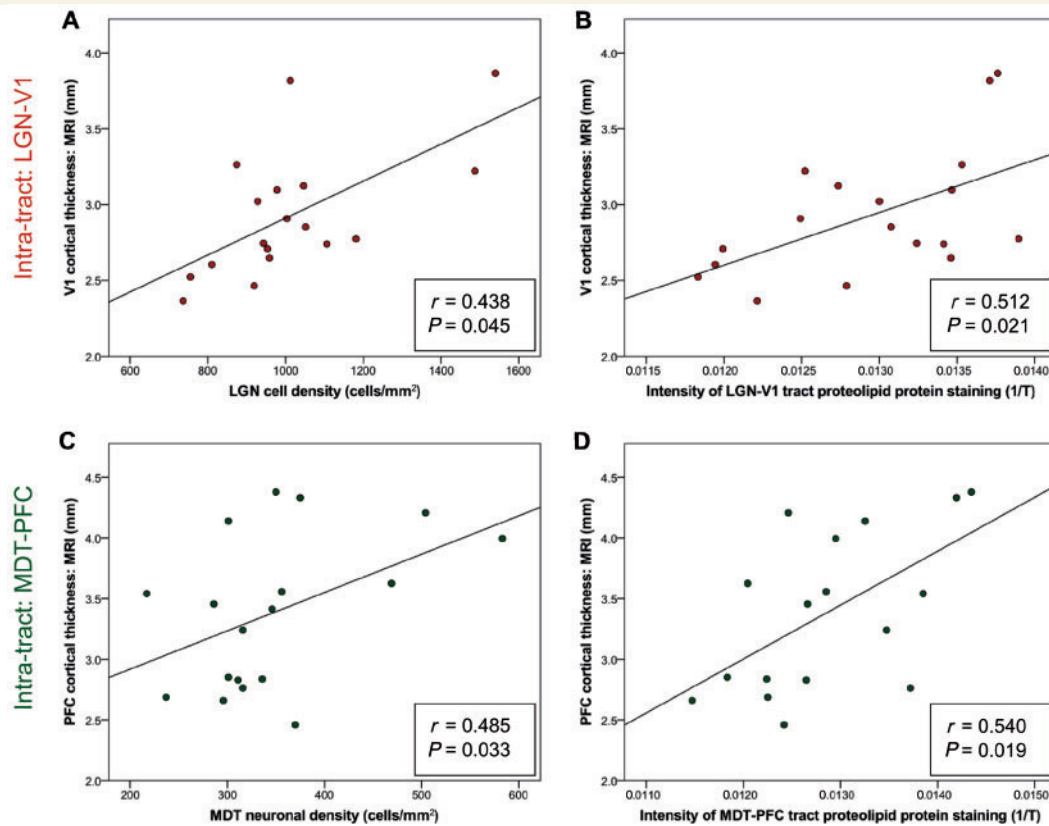 Intra-tract: LGN-V1
A
V1 cortical thickness: MRI (mm)
4.0
3.5
3.0
2.5
2.0
r = 0.438
P = 0.045
600 800 1000 1200 1400 1600
LGN cell density (cells/mm²)
B
V1 cortical thickness: MRI (mm)
4.0
3.5
3.0
2.5
2.0
r = 0.512
P = 0.021
0.0115 0.0120 0.0125 0.0130 0.0135 0.0140
Intensity of LGN-V1 tract proteolipid protein staining (1/T)
Intra-tract: MDT-PFC
C
PFC cortical thickness: MRI (mm)
4.5
4.0
3.5
3.0
2.5
2.0
r = 0.485
P = 0.033
200 300 400 500 600
MDT neuronal density (cells/mm²)
D
PFC cortical thickness: MRI (mm)
4.5
4.0
3.5
3.0
2.5
2.0
r = 0.540
P = 0.019
0.0110 0.0120 0.0130 0.0140 0.0150
Intensity of MDT-PFC tract proteolipid protein staining (1/T)